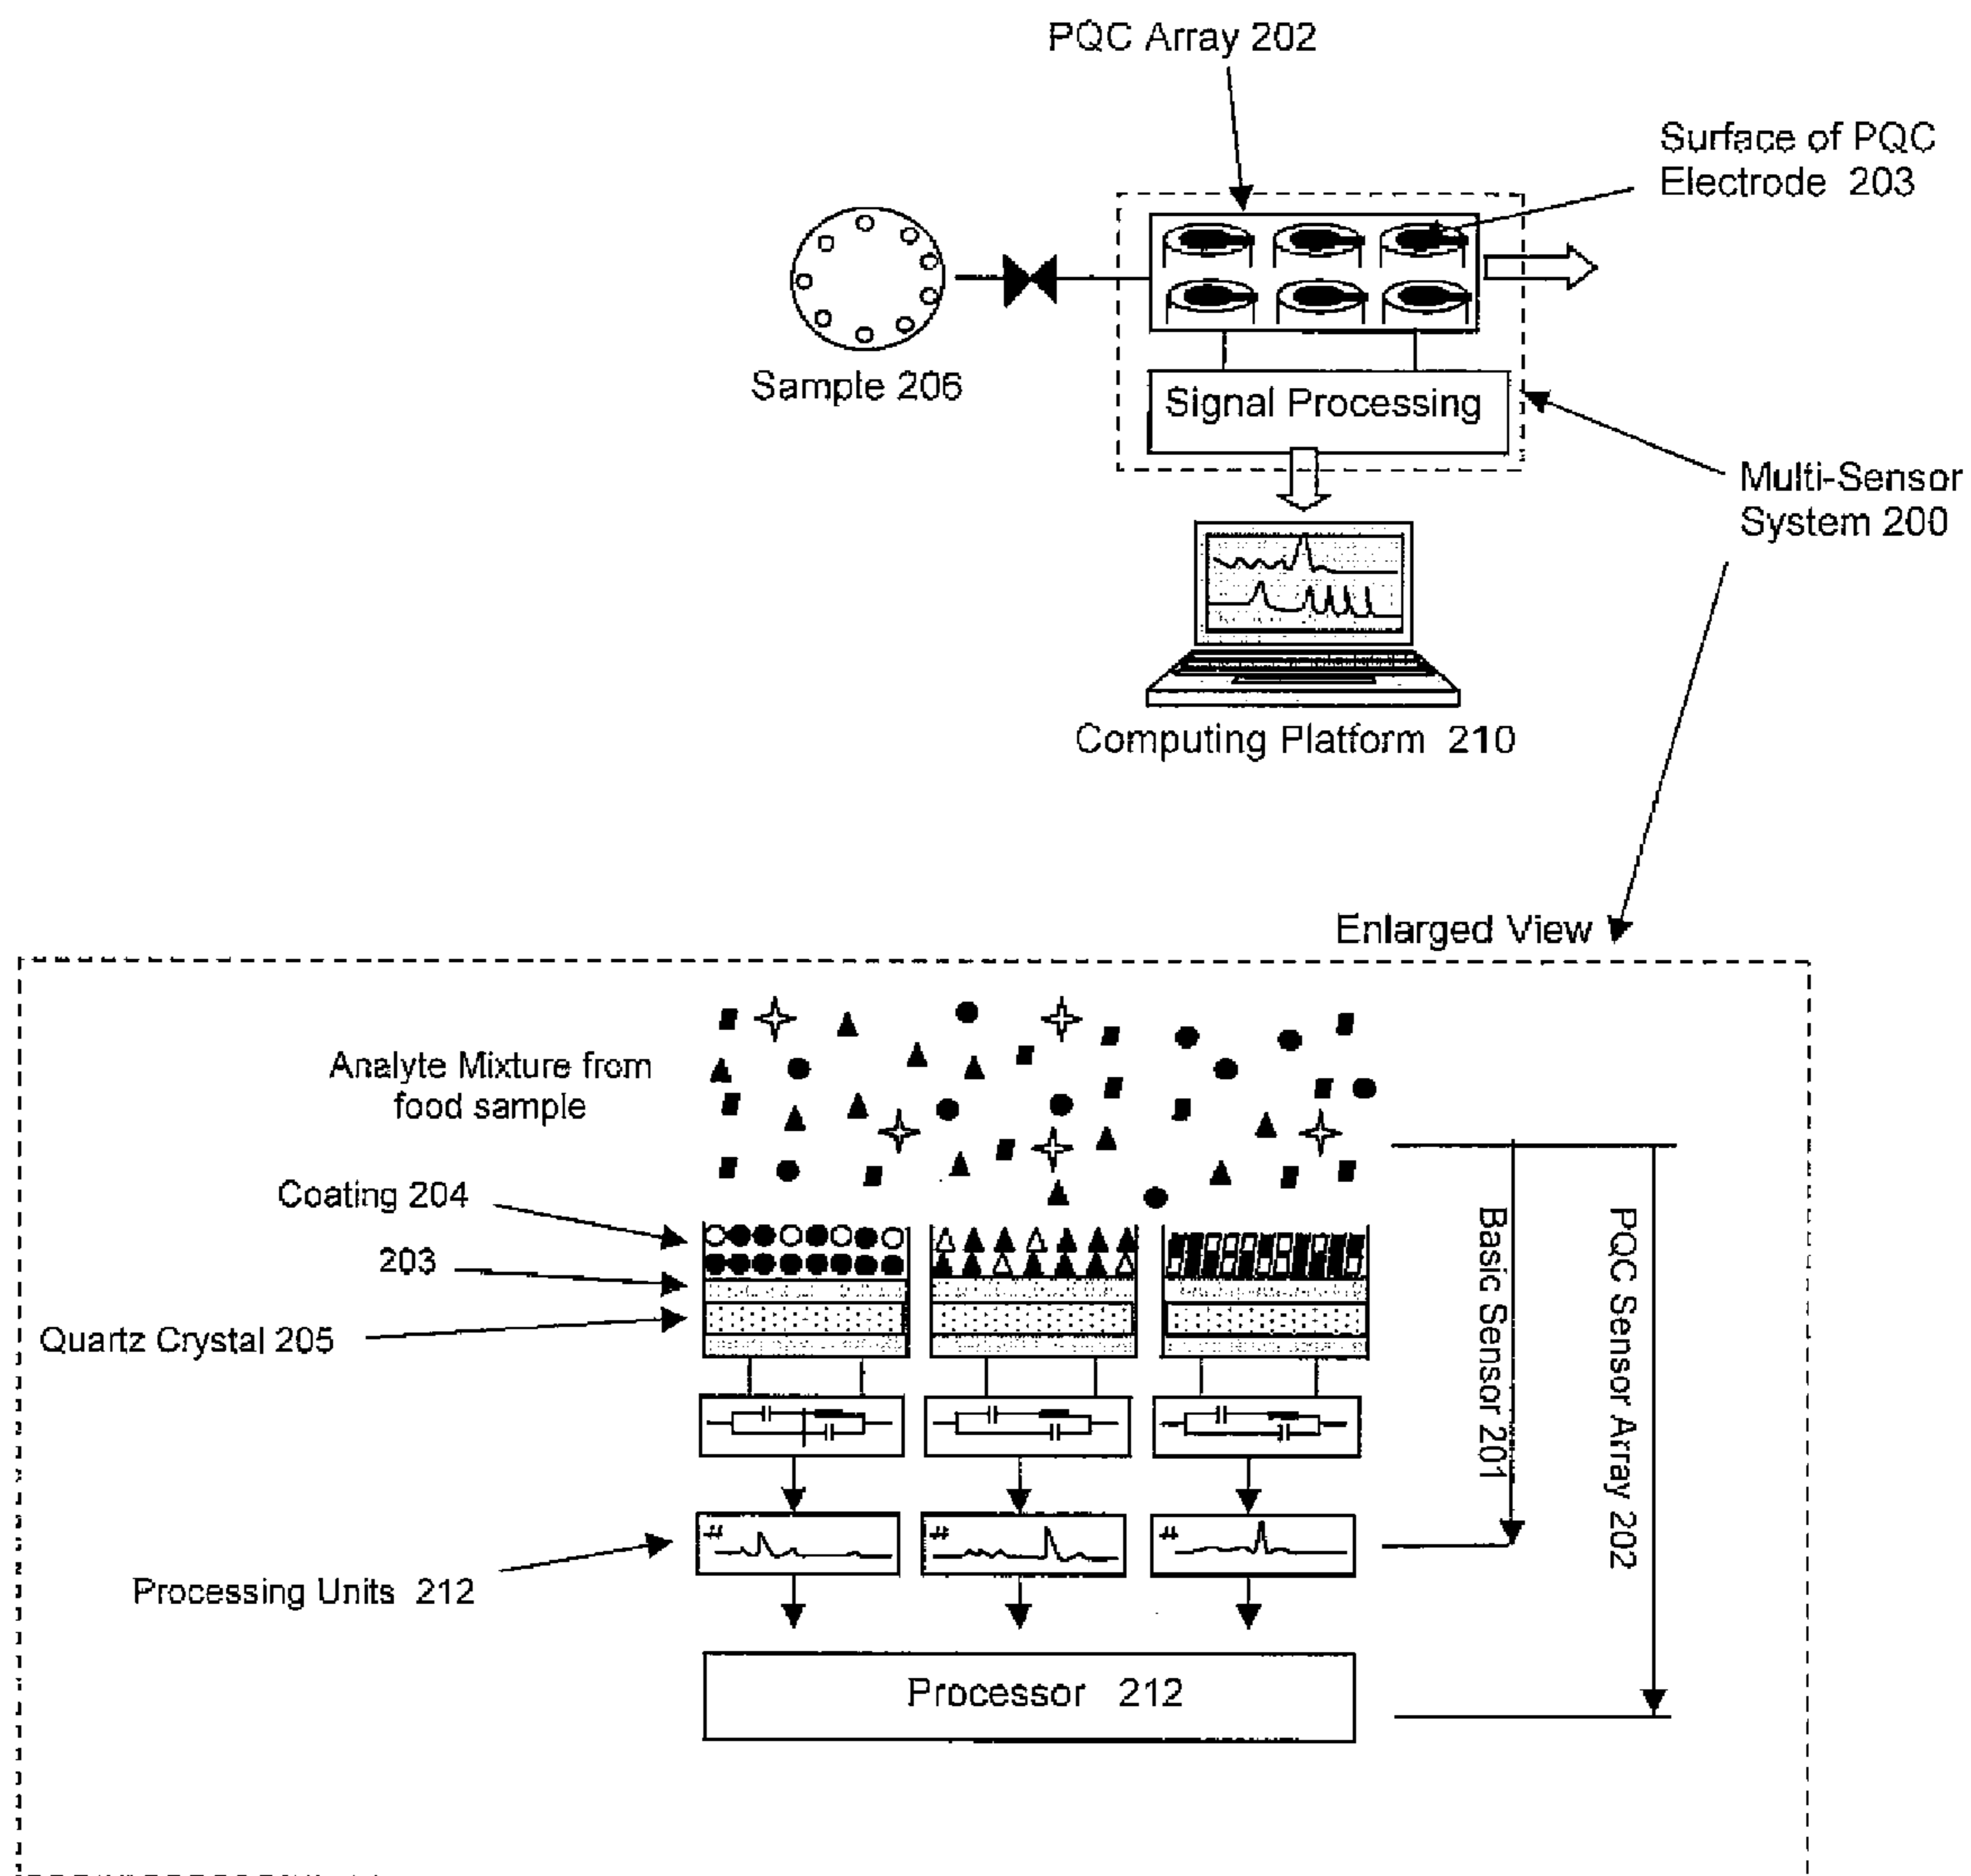 PQC Array 202
Surface of PQC
Electrode 203
Sample 206
Signal Processing
Multi-Sensor
System 200
Computing Platform 210
Enlarged View
Analyte Mixture from
food sample
Coating 204
203
Quartz Crystal 205
Basic Sensor 201
PQC Sensor Array 202
#
#
#
Processing Units 212
Processor 212